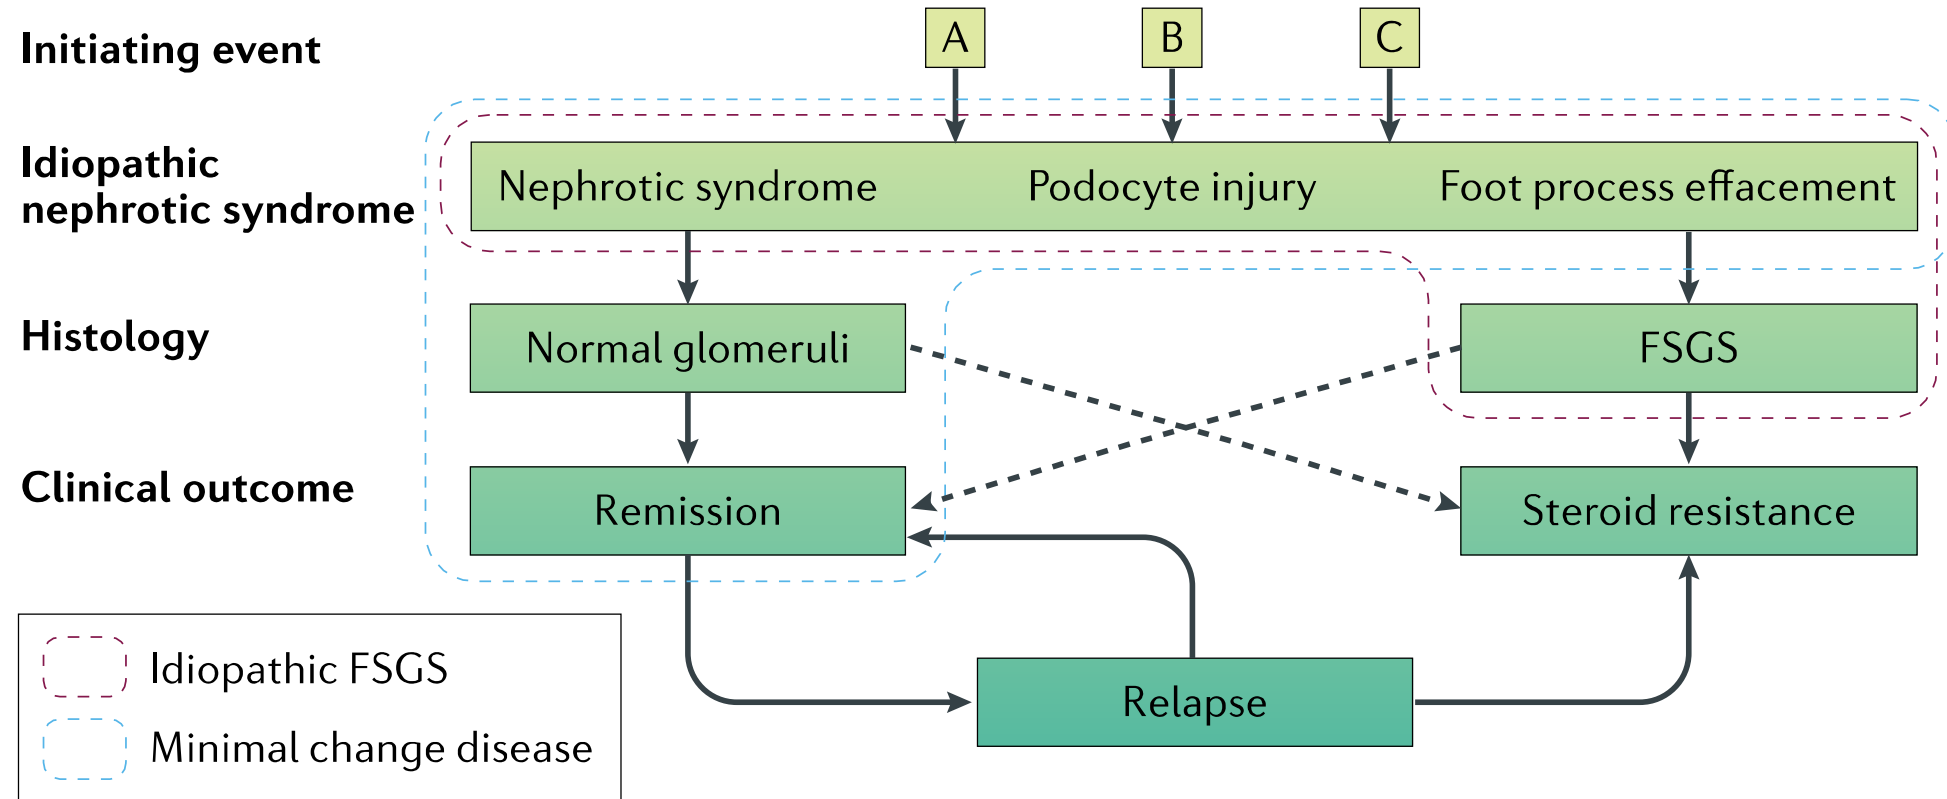 Initiating event
A
B
C
Idiopathic
nephrotic syndrome
Nephrotic syndrome
Podocyte injury
Foot process effacement
Histology
Normal glomeruli
FSGS
Clinical outcome
Remission
Steroid resistance
Relapse
Idiopathic FSGS
Minimal change disease